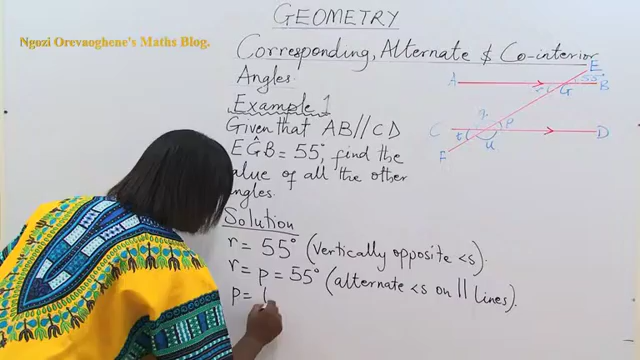 GEOMETRY
Ngozi Orevaoghene's Maths Blog.
Corresponding, Alternate & Co-interior
Angles.
Example 1
Given that AB//CD
EĜB = 55°, find the
value of all the other
angles.
Solution
r = 55° (vertically opposite <s).
r = p = 55° (alternate <s on || lines).
p =
E
A
55°
B
r
G
q
C
p
D
t
u
F